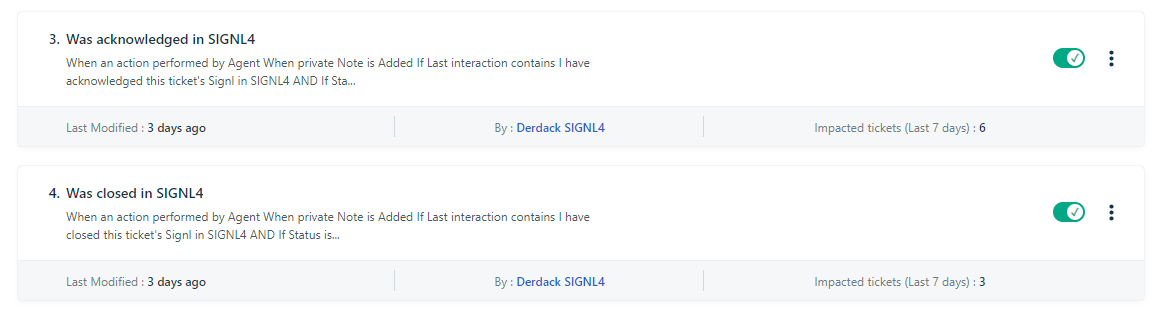 3. Was acknowledged in SIGNL4
When an action performed by Agent When private Note is Added If Last interaction contains I have
acknowledged this ticket's Signl in SIGNL4 AND If Sta...
Last Modified : 3 days ago By : Derdack SIGNL4 Impacted tickets (Last 7 days) : 6
4. Was closed in SIGNL4
When an action performed by Agent When private Note is Added If Last interaction contains I have
closed this ticket's Signl in SIGNL4 AND If Status is...
Last Modified : 3 days ago By : Derdack SIGNL4 Impacted tickets (Last 7 days) : 3